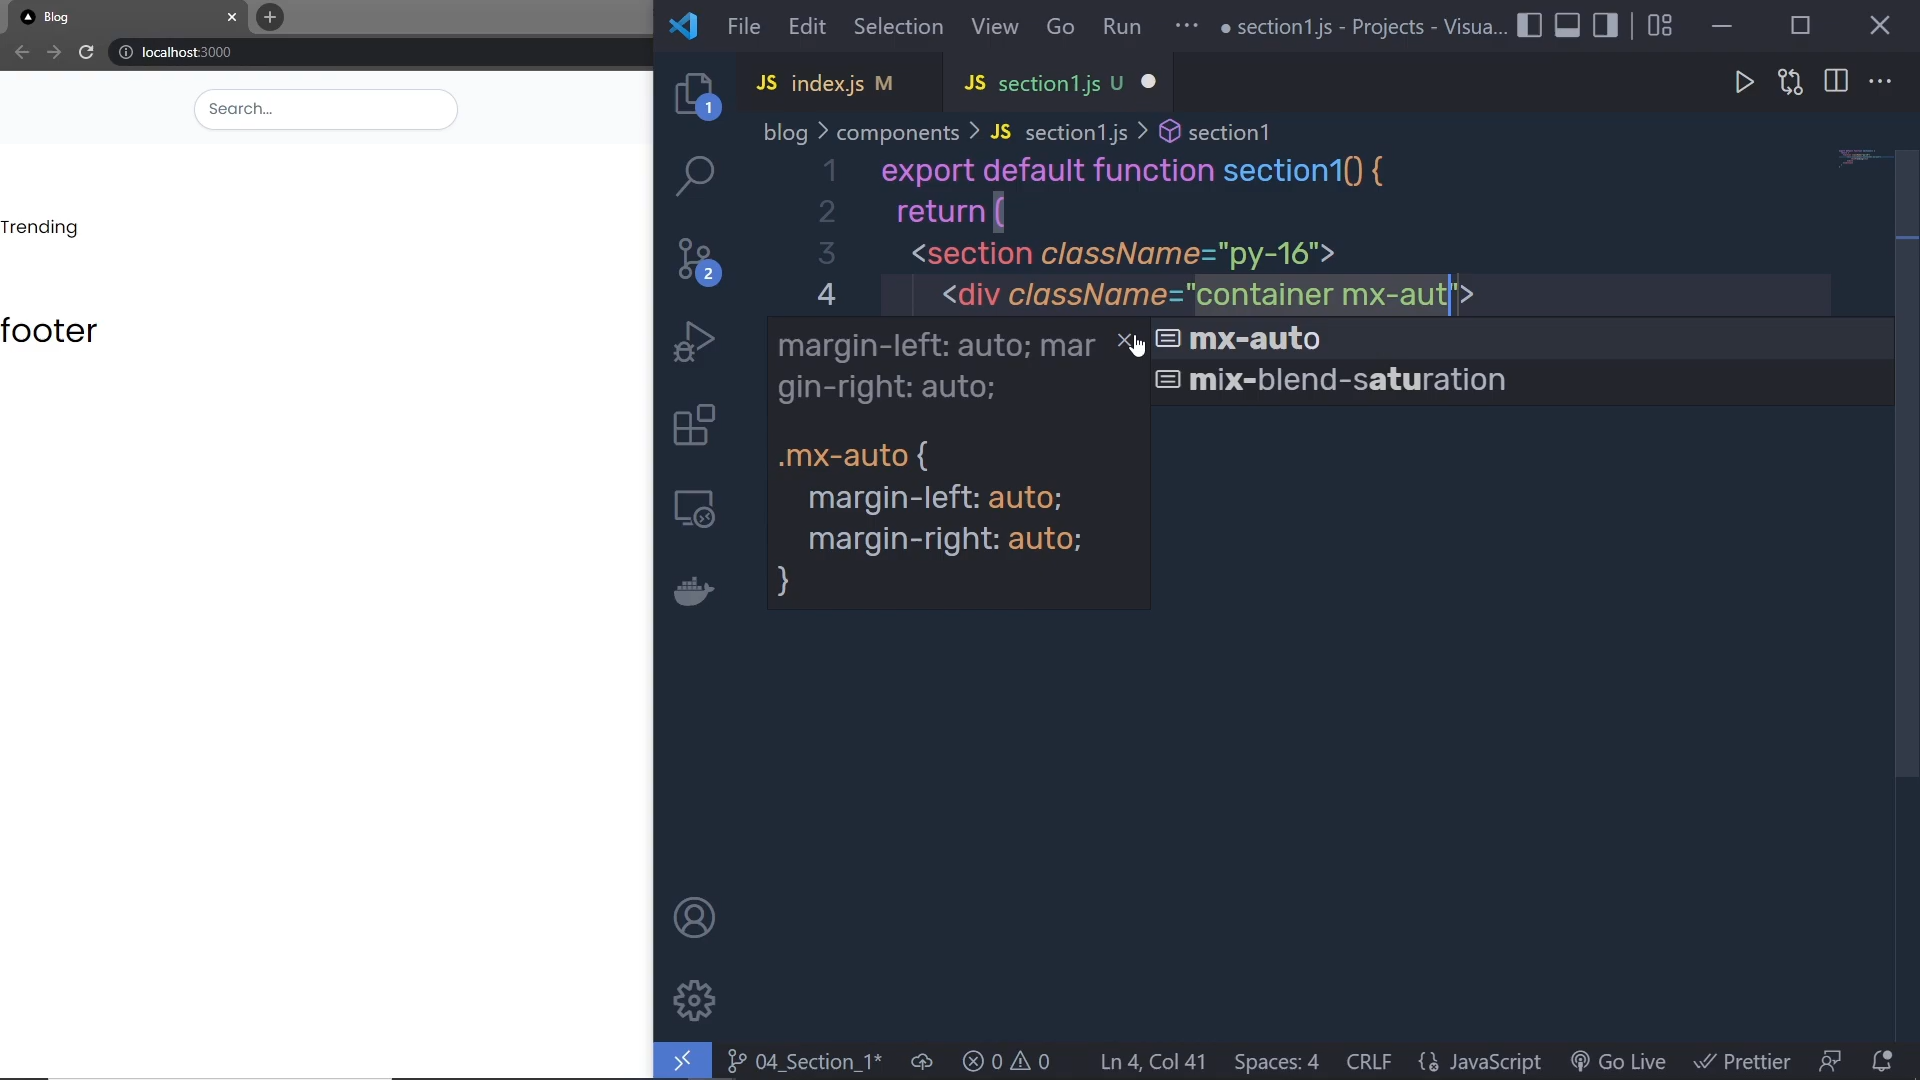 Blog
localhost:3000
Search...
Trending
footer
File Edit Selection View Go Run ··· ● section1.js - Projects - Visua...
JS index.js M
JS section1.js U ●
blog > components > JS section1.js > section1
1 export default function section1() {
2 return (
3 <section className="py-16">
4 <div className="container mx-aut">
margin-left: auto; mar
gin-right: auto;
.mx-auto {
margin-left: auto;
margin-right: auto;
}
mx-auto
mix-blend-saturation
1
2
04_Section_1* 0 0 Ln 4, Col 41 Spaces: 4 CRLF {} JavaScript Go Live Prettier